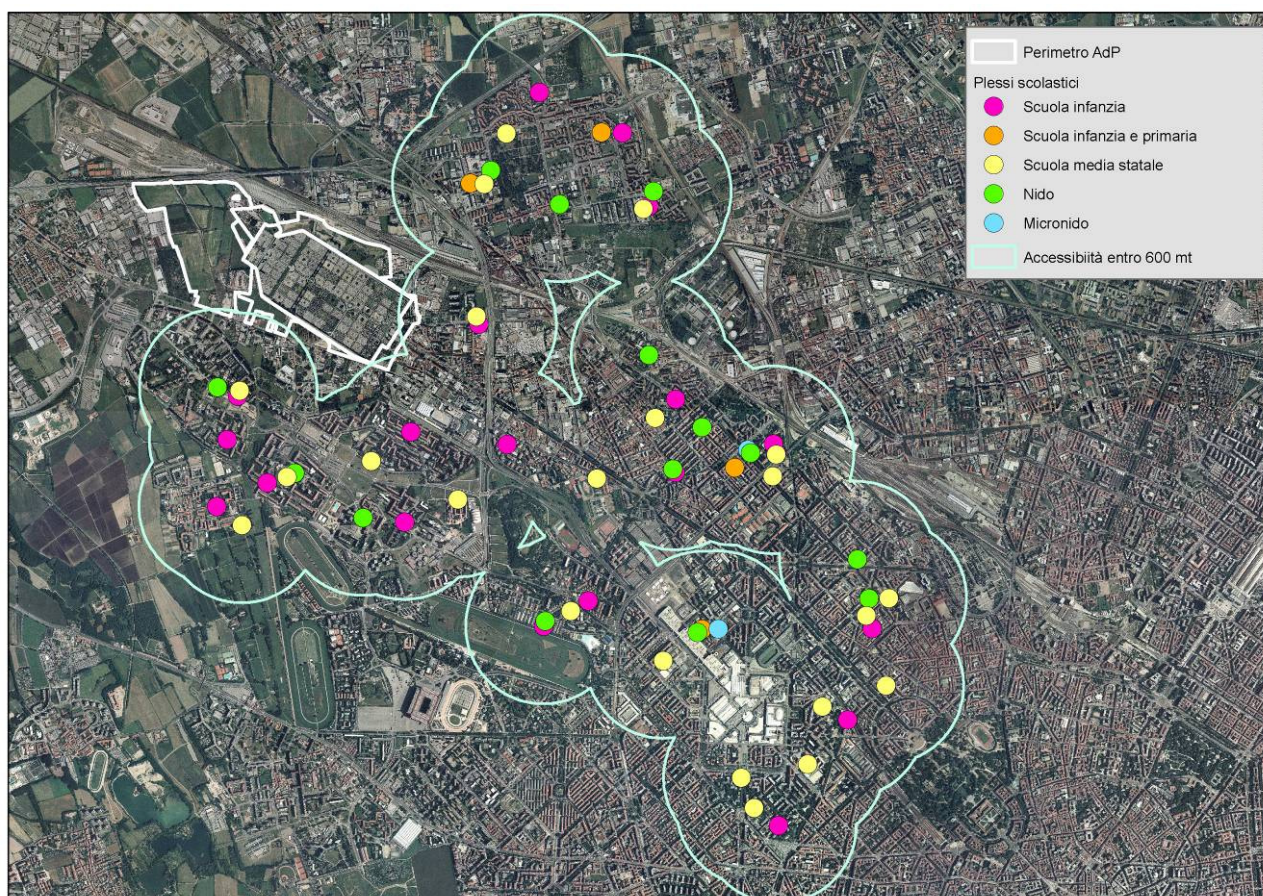 Perimetro AdP
Plessi scolastici
Scuola infanzia
Scuola infanzia e primaria
Scuola media statale
Nido
Micronido
Accessibiità entro 600 mt